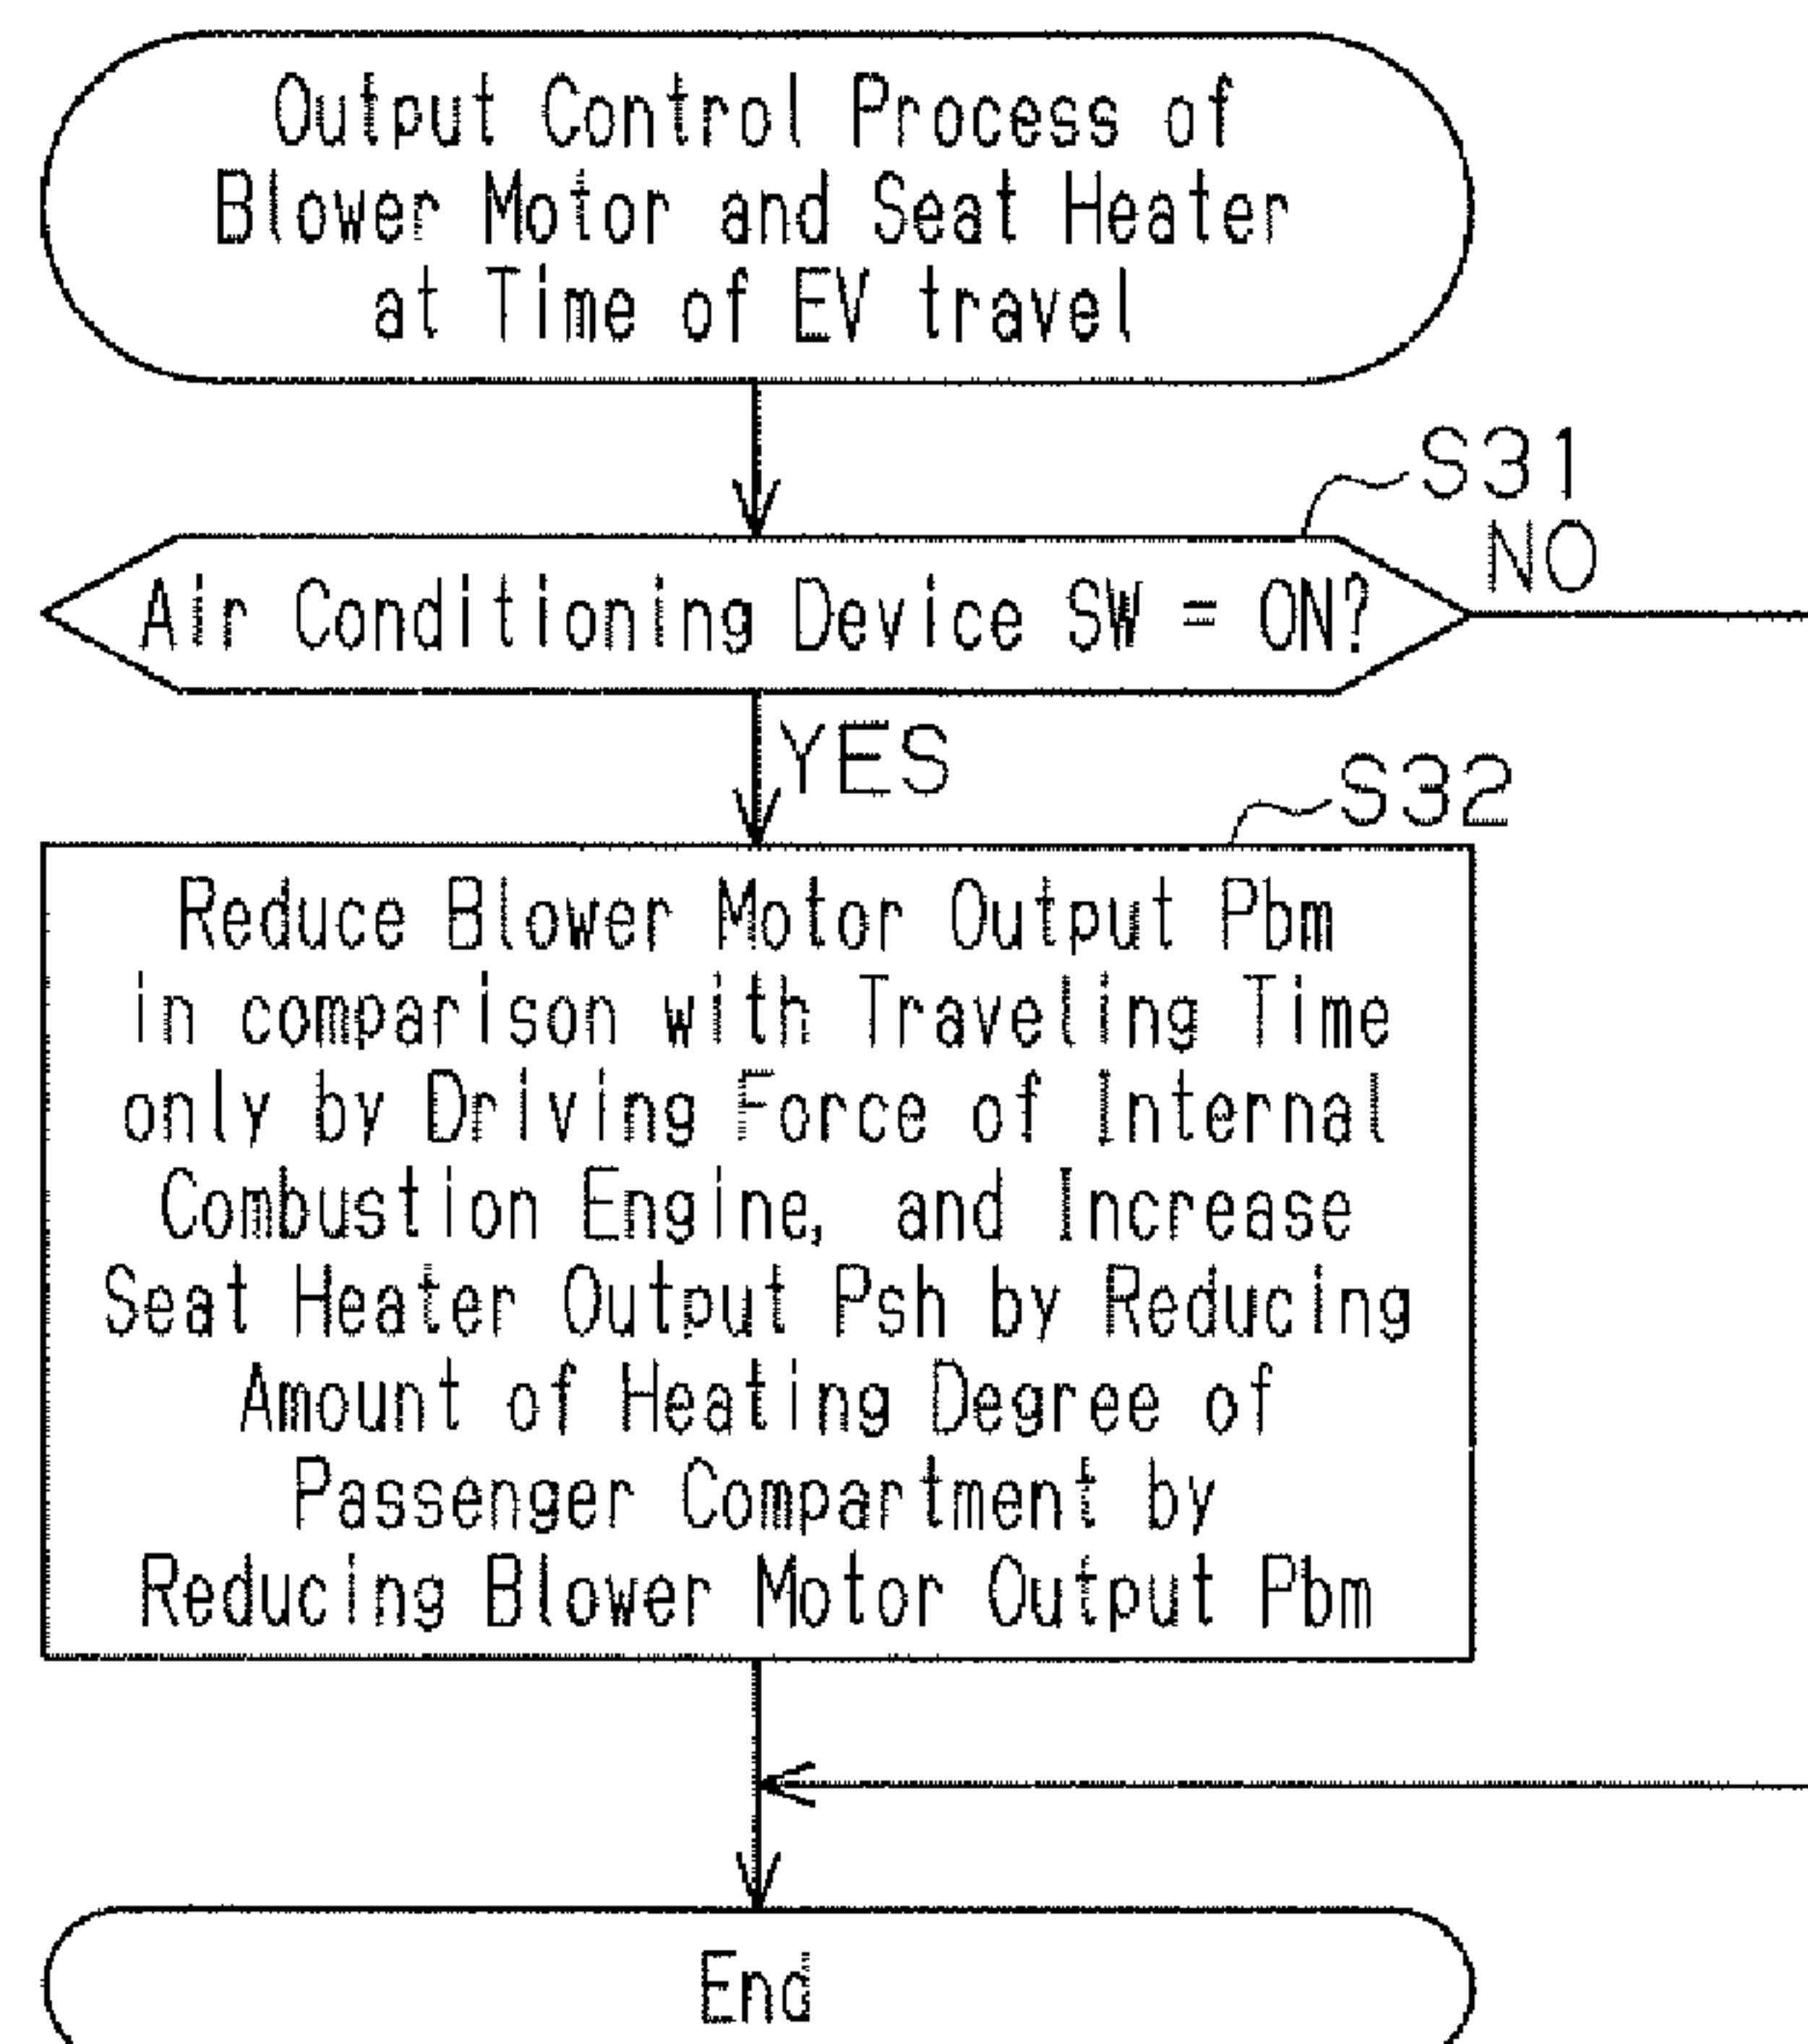 Output Control Process of
Blower Motor and Seat Heater
at Time of EV travel
S31
NO
Air Conditioning Device SW = ON?
YES
S32
Reduce Blower Motor Output Pbm
in comparison with Traveling Time
only by Driving Force of Internal
Combustion Engine, and Increase
Seat Heater Output Psh by Reducing
Amount of Heating Degree of
Passenger Compartment by
Reducing Blower Motor Output Pbm
End